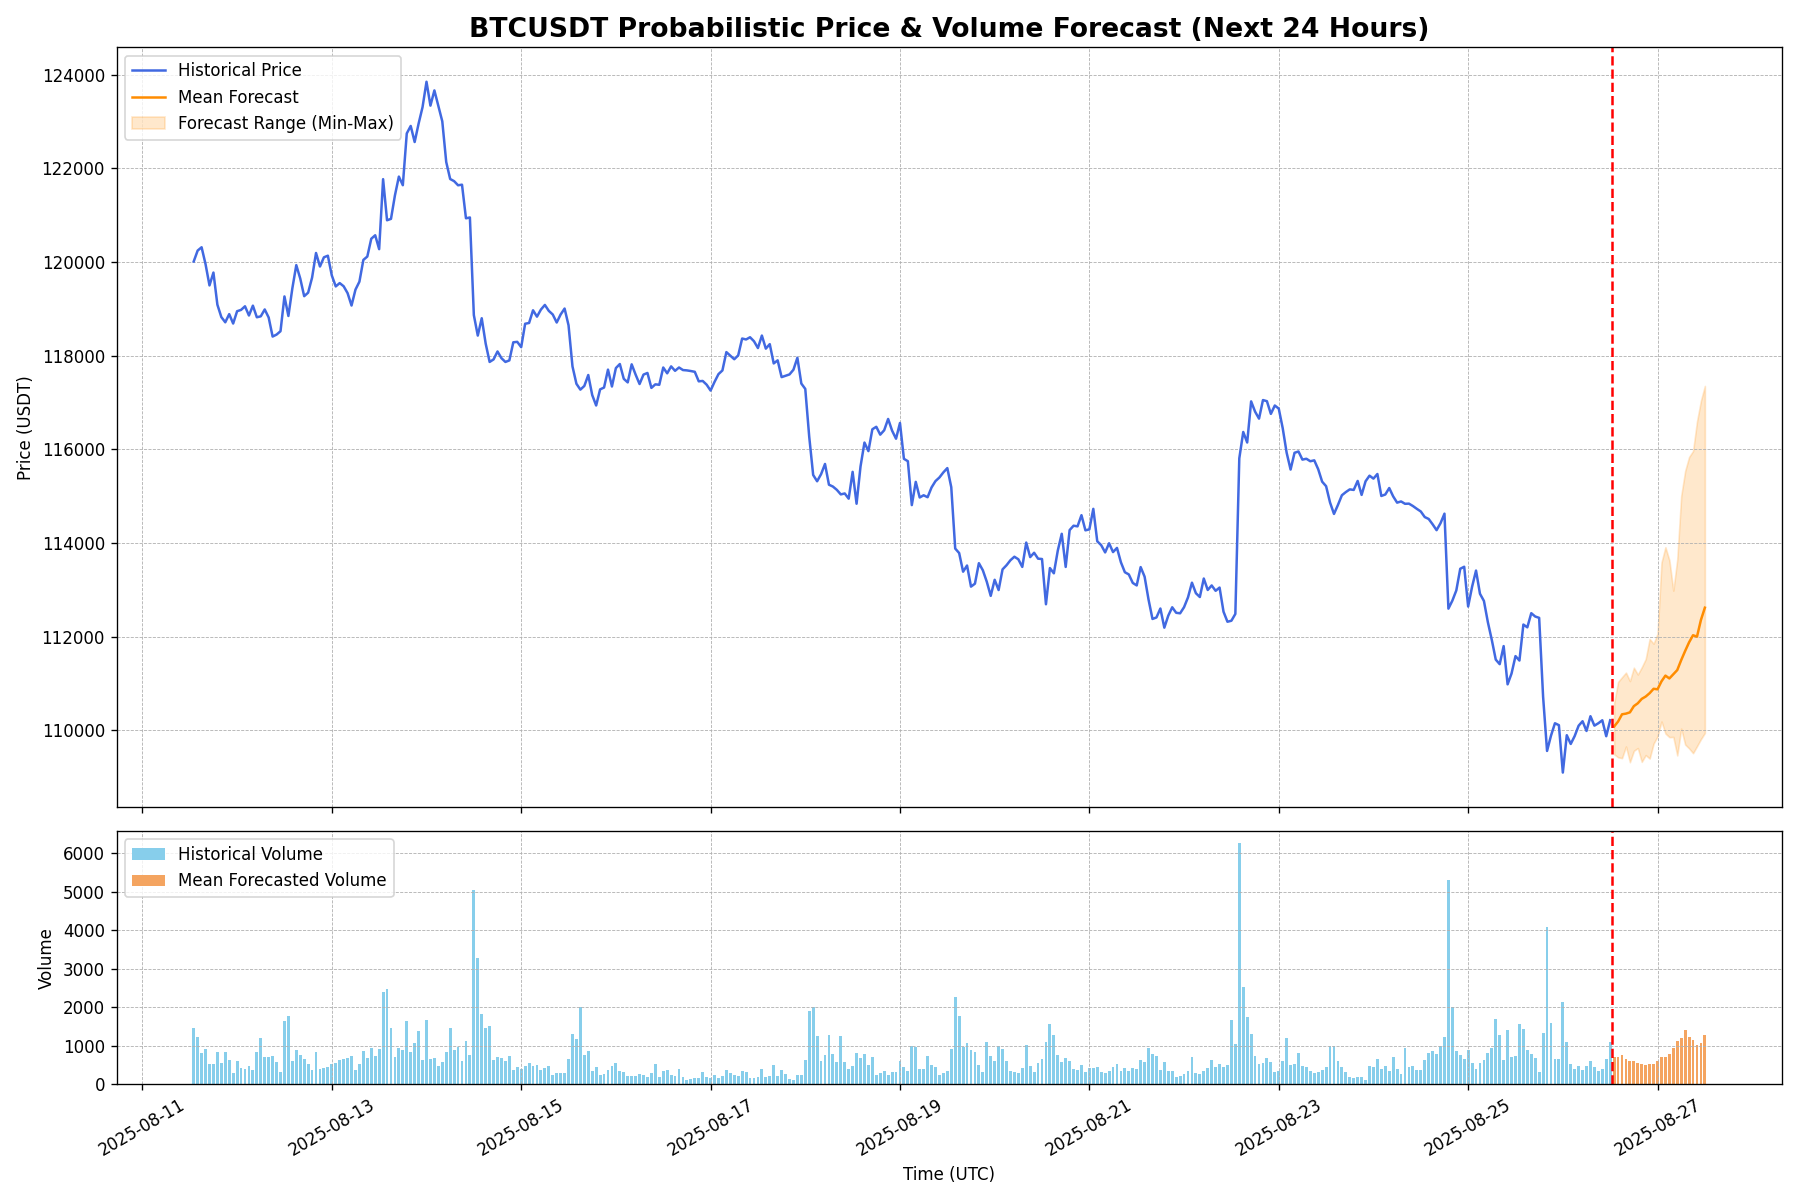 BTCUSDT Probabilistic Price & Volume Forecast (Next 24 Hours)
Historical Price
Mean Forecast
Forecast Range (Min-Max)
124000
122000
120000
118000
116000
114000
112000
110000
Price (USDT)
Historical Volume
Mean Forecasted Volume
6000
5000
4000
3000
2000
1000
0
Volume
2025-08-11
2025-08-13
2025-08-15
2025-08-17
2025-08-19
2025-08-21
2025-08-23
2025-08-25
2025-08-27
Time (UTC)